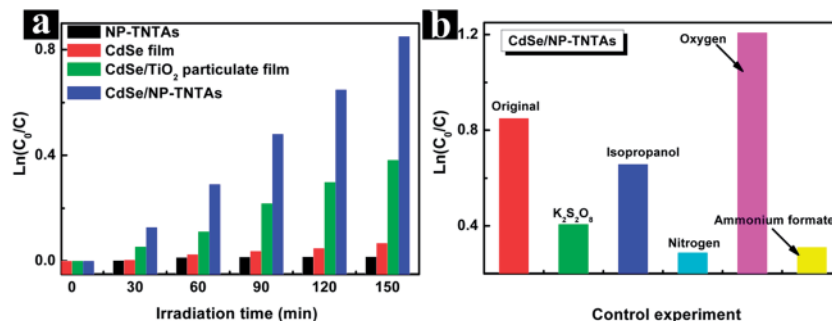 a
NP-TNTAs
CdSe film
CdSe/TiO₂ particulate film
CdSe/NP-TNTAs
Ln(C₀/C)
0.8
0.4
0.0
0 30 60 90 120 150
Irradiation time (min)
b
CdSe/NP-TNTAs
Ln(C₀/C)
1.2
0.8
0.4
Original
K₂S₂O₈
Isopropanol
Nitrogen
Oxygen
Ammonium formate
Control experiment